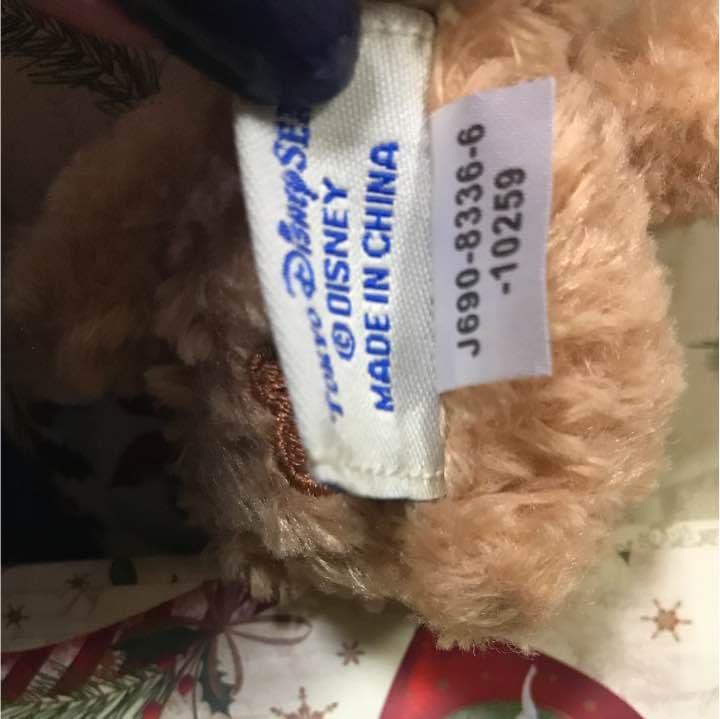 TOKYO DISNEYSEA
© DISNEY
MADE IN CHINA
J690-8336-6
-10259